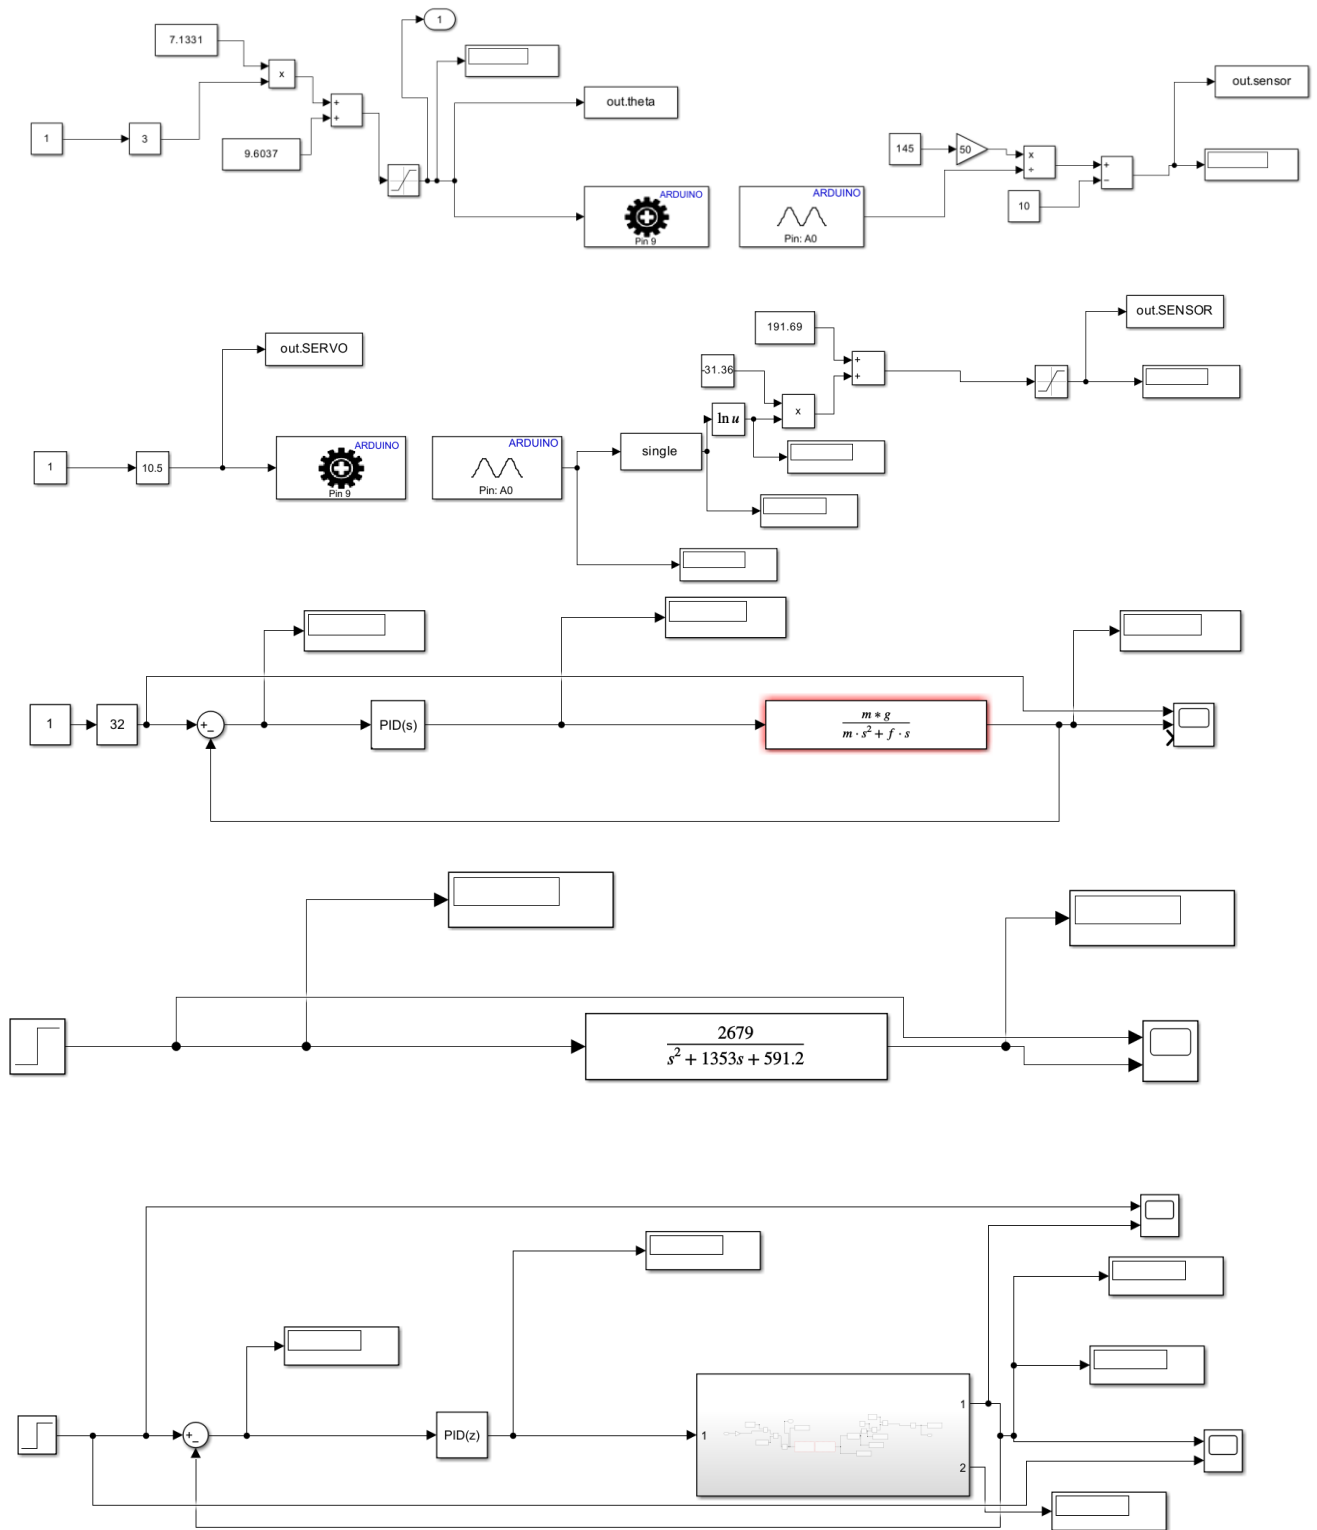 1
7.1331
x
+
+
out.theta
1
3
9.6037
ARDUINO
Pin 9
out.sensor
145
50
x
÷
+
−
10
ARDUINO
Pin: A0
out.SENSOR
191.69
out.SERVO
+
+
-31.36
x
ln u
ARDUINO
ARDUINO
single
1
10.5
Pin 9
Pin: A0
1
32
+
−
PID(s)
m * g
m · s² + f · s
2679
s² + 1353s + 591.2
+
−
PID(z)
1
1
2